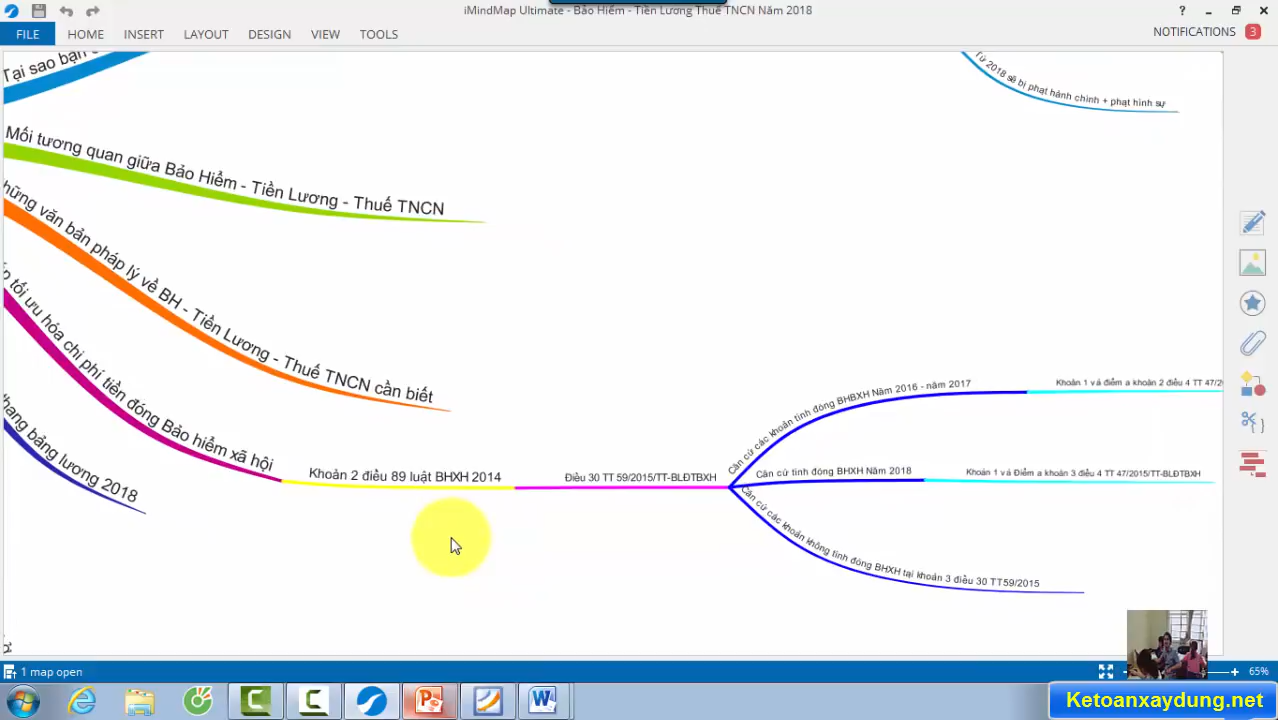 iMindMap Ultimate - Bảo Hiểm - Tiền Lương Thuế TNCN Năm 2018
FILE HOME INSERT LAYOUT DESIGN VIEW TOOLS
NOTIFICATIONS 3
Tại sao bạn
Từ 2018 sẽ bị phạt hành chính + phạt hình sự
Mối tương quan giữa Bảo Hiểm - Tiền Lương - Thuế TNCN
hững văn bản pháp lý về BH - Tiền Lương - Thuế TNCN cần biết
tối ưu hóa chi phí tiền đóng Bảo hiểm xã hội
thang bảng lương 2018
Khoản 2 điều 89 luật BHXH 2014
Điều 30 TT 59/2015/TT-BLĐTBXH
Căn cứ các khoản tính đóng BHBXH Năm 2016 - năm 2017
Khoản 1 và điểm a khoản 2 điều 4 TT 47/2
Căn cứ tính đóng BHXH Năm 2018
Khoản 1 và Điểm a khoản 3 điều 4 TT 47/2015/TT-BLĐTBXH
Căn cứ các khoản không tính đóng BHXH tại khoản 3 điều 30 TT59/2015
1 map open
65%
Ketoanxaydung.net